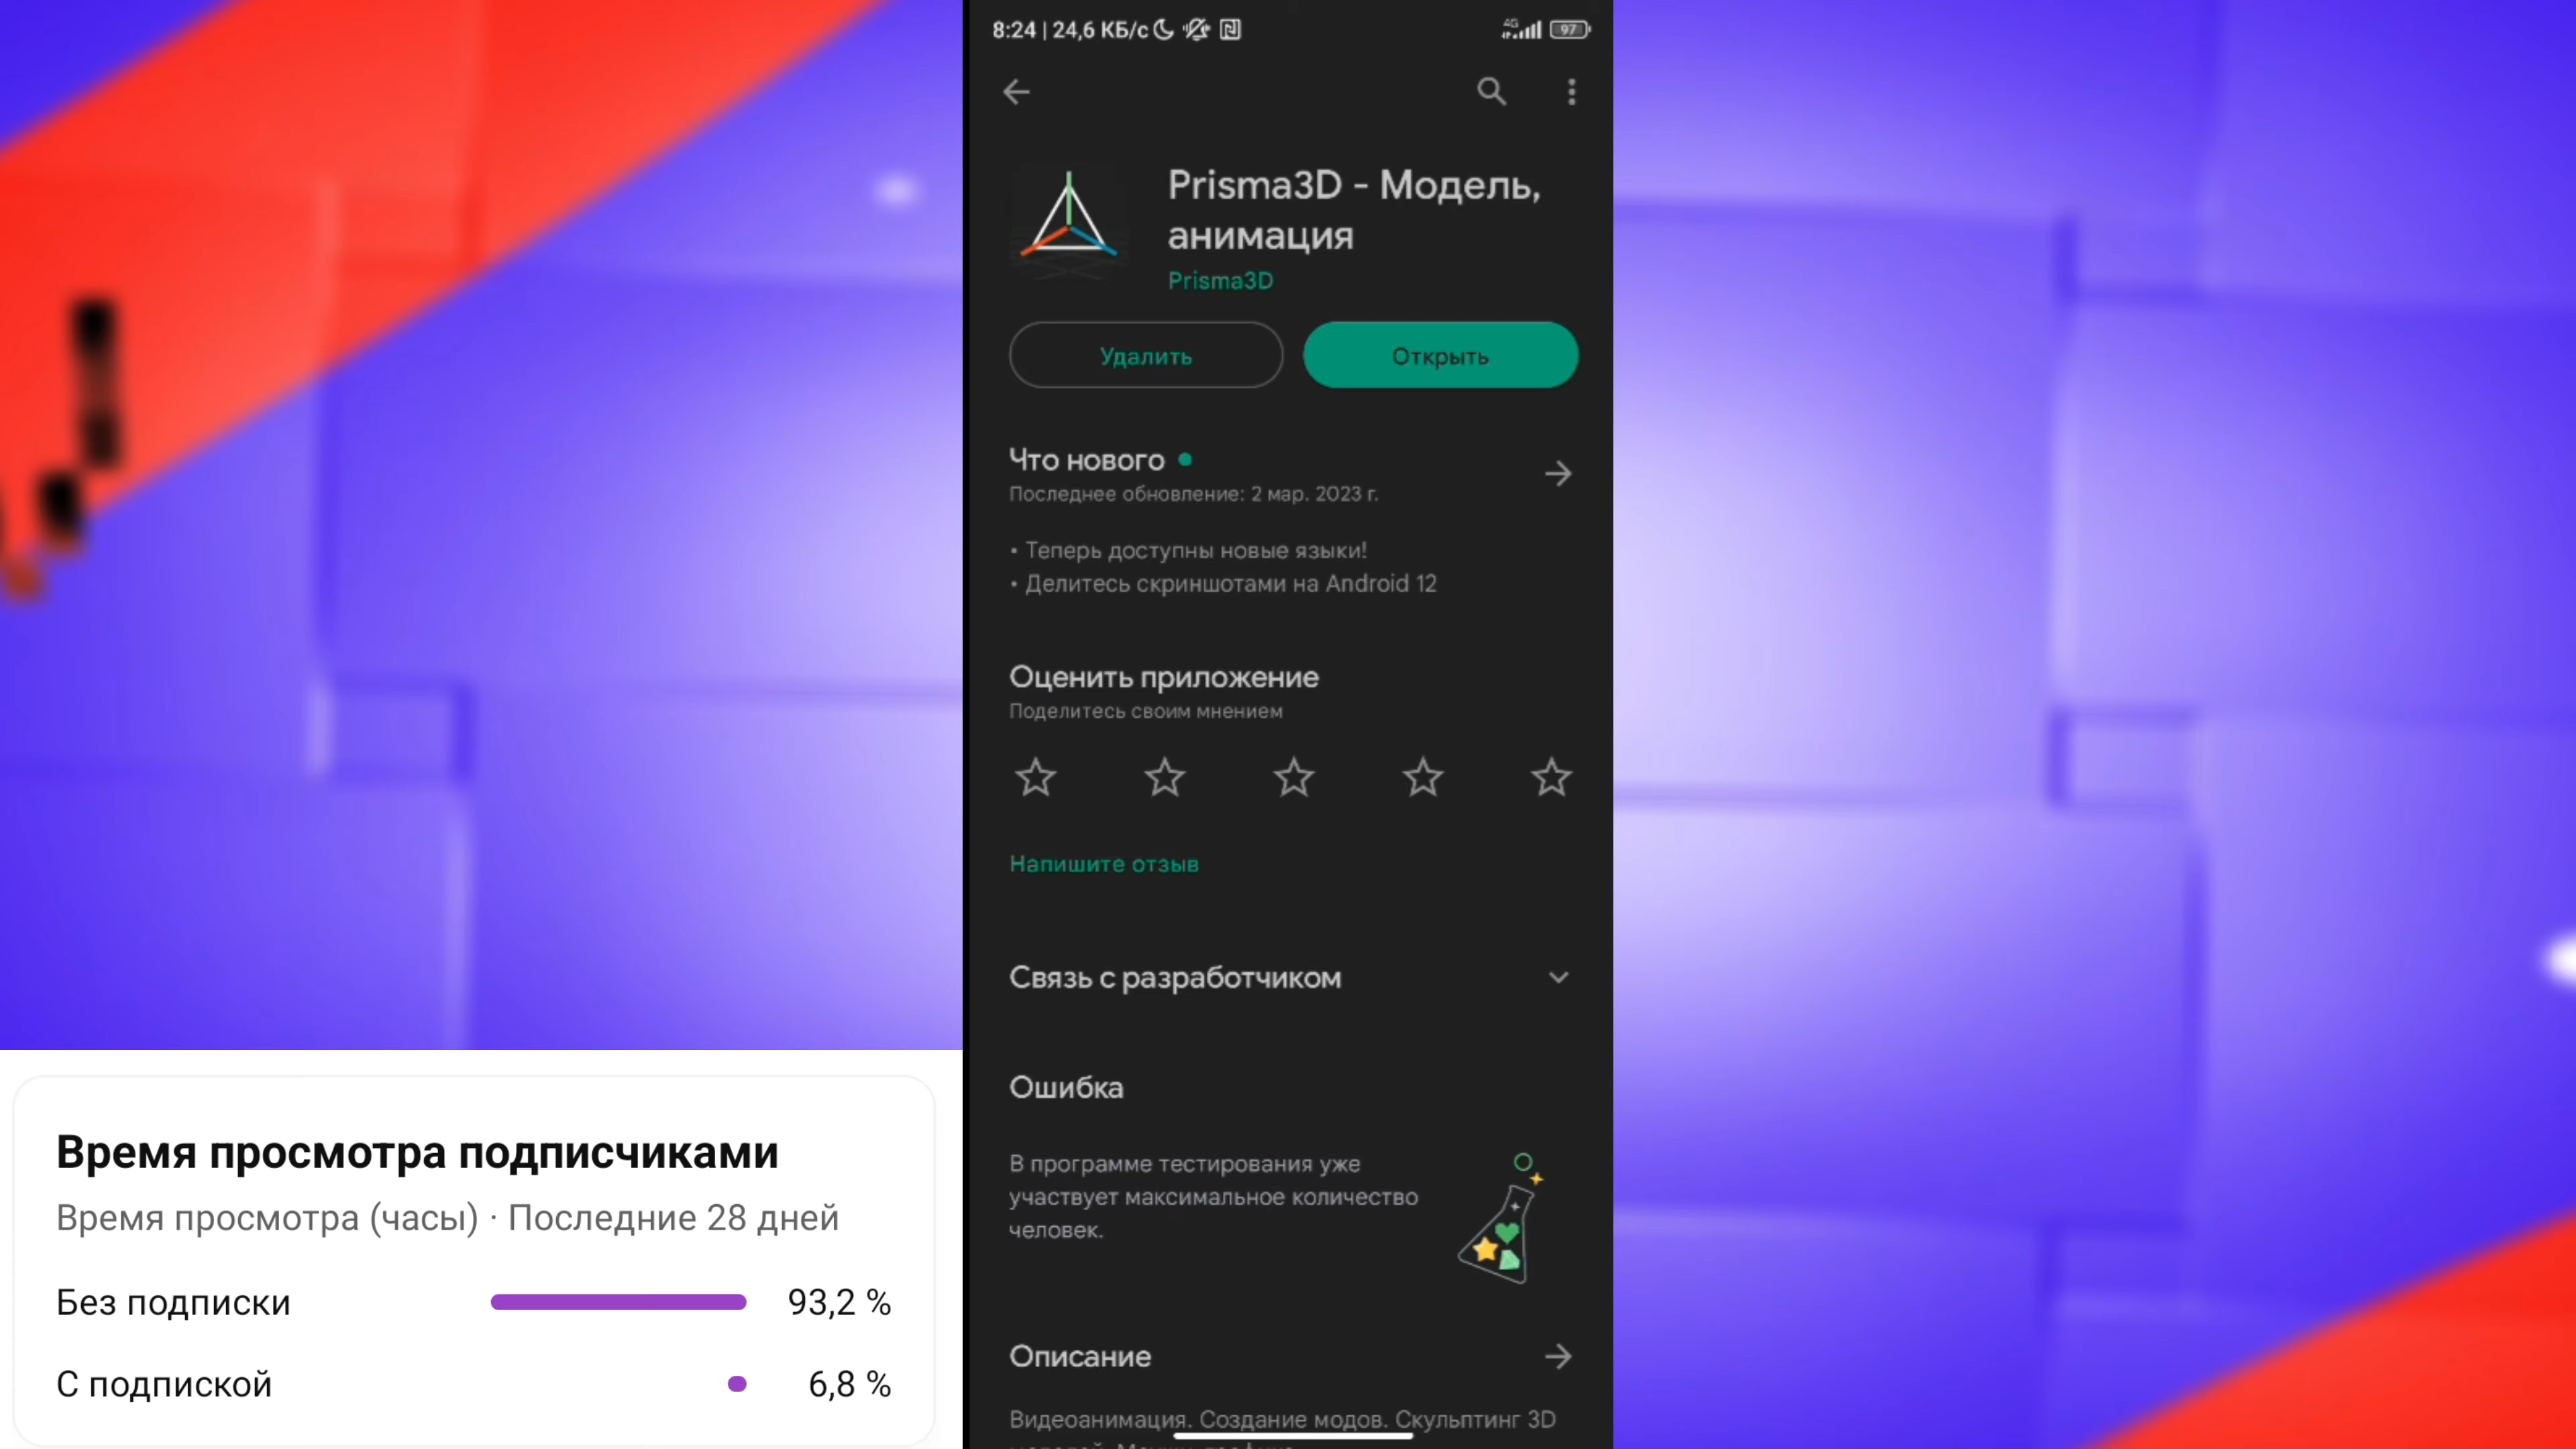 8:24 | 24,6 КБ/с
4G
97
Prisma3D - Модель,
анимация
Prisma3D
Удалить
Открыть
Что нового
Последнее обновление: 2 мар. 2023 г.
• Теперь доступны новые языки!
• Делитесь скриншотами на Android 12
Оценить приложение
Поделитесь своим мнением
Напишите отзыв
Связь с разработчиком
Ошибка
В программе тестирования уже
участвует максимальное количество
человек.
Описание
Видеоанимация. Создание модов. Скульптинг 3D
Время просмотра подписчиками
Время просмотра (часы) · Последние 28 дней
Без подписки 93,2 %
С подпиской 6,8 %